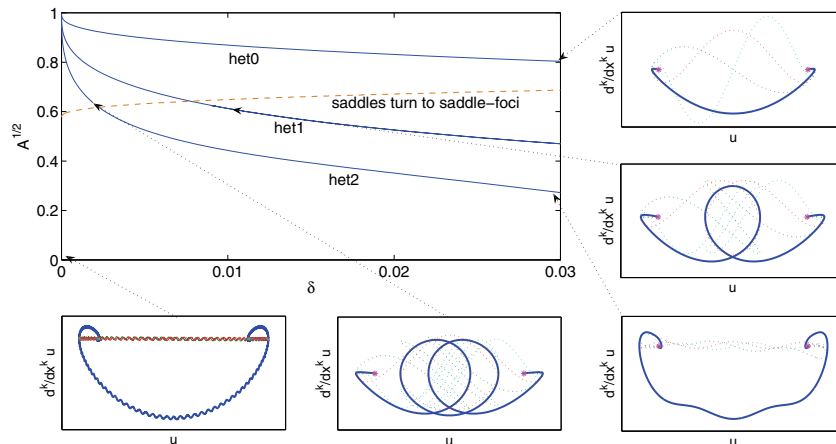 1
0.8
0.6
0.4
0.2
0
A^{1/2}
het0
saddles turn to saddle−foci
het1
het2
0
0.01
0.02
0.03
δ
d^k/dx^k u
u
d^k/dx^k u
u
d^k/dx^k u
u
d^k/dx^k u
u
d^k/dx^k u
u